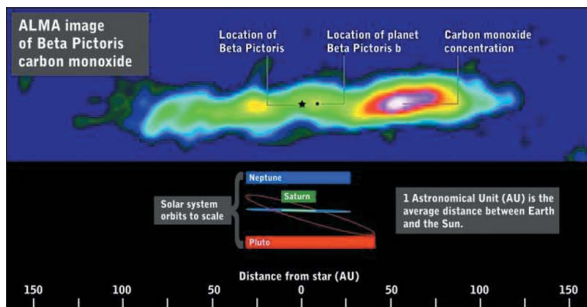 ALMA image
of Beta Pictoris
carbon monoxide
Location of
Beta Pictoris
Location of planet
Beta Pictoris b
Carbon monoxide
concentration
Solar system
orbits to scale
Neptune
Saturn
Pluto
1 Astronomical Unit (AU) is the
average distance between Earth
and the Sun.
Distance from star (AU)
150 100 50 0 50 100 150